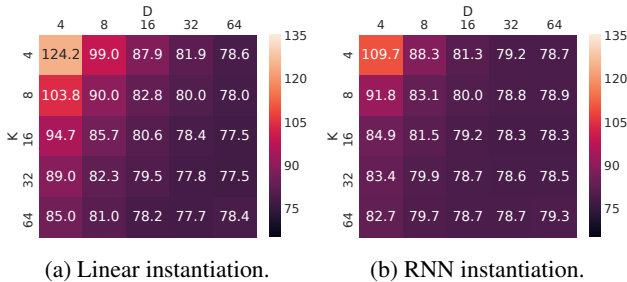 D
4 8 16 32 64
K
4 124.2 99.0 87.9 81.9 78.6
8 103.8 90.0 82.8 80.0 78.0
16 94.7 85.7 80.6 78.4 77.5
32 89.0 82.3 79.5 77.8 77.5
64 85.0 81.0 78.2 77.7 78.4
135
120
105
90
75
(a) Linear instantiation.
D
4 8 16 32 64
K
4 109.7 88.3 81.3 79.2 78.7
8 91.8 83.1 80.0 78.8 78.9
16 84.9 81.5 79.2 78.3 78.3
32 83.4 79.9 78.7 78.6 78.5
64 82.7 79.7 78.7 78.7 79.3
135
120
105
90
75
(b) RNN instantiation.